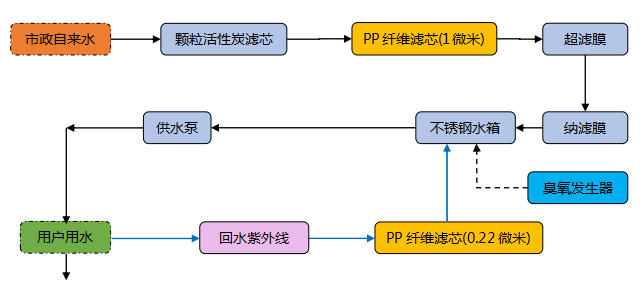 市政自来水
颗粒活性炭滤芯
PP 纤维滤芯(1 微米)
超滤膜
供水泵
不锈钢水箱
纳滤膜
臭氧发生器
用户用水
回水紫外线
PP 纤维滤芯(0.22 微米)